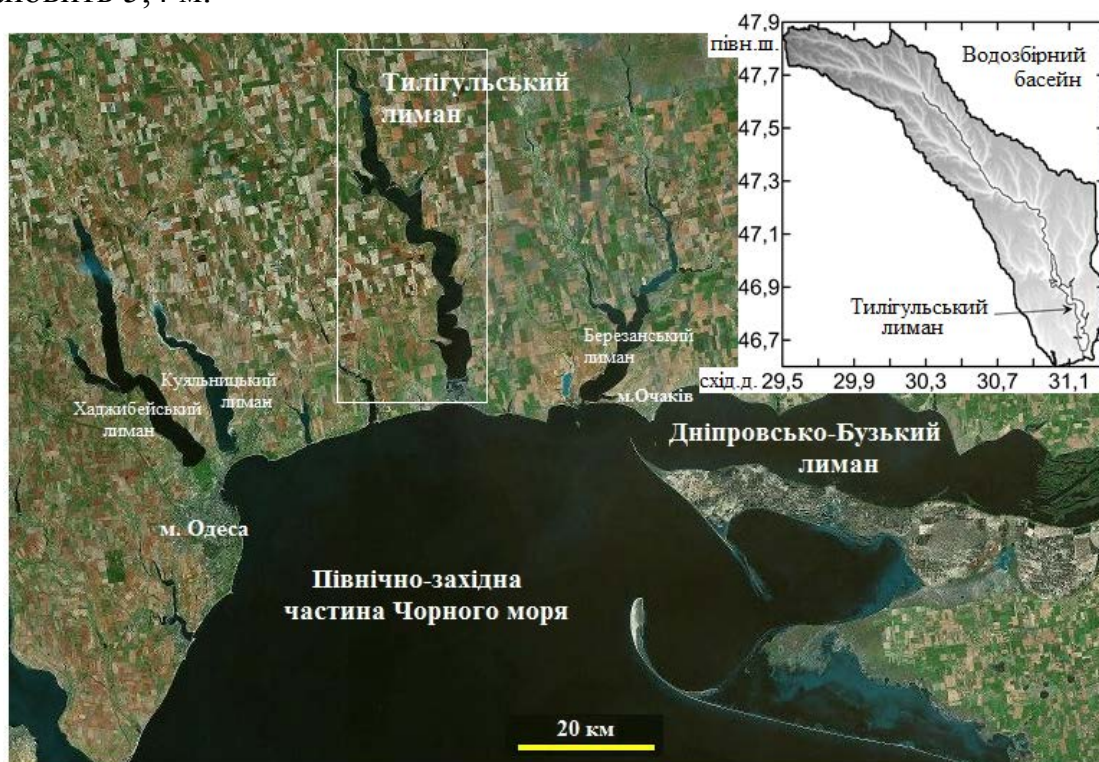 47,9
півн.ш.
47,7
47,5
47,3
47,1
46,9
46,7
Водозбірний
басейн
Тилігульський
лиман
схід.д. 29,5 29,9 30,3 30,7 31,1
Тилігульський
лиман
Березанський
лиман
м.Очаків
Куяльницький
лиман
Хаджибейський
лиман
Дніпровсько-Бузький
лиман
м. Одеса
Північно-західна
частина Чорного моря
20 км